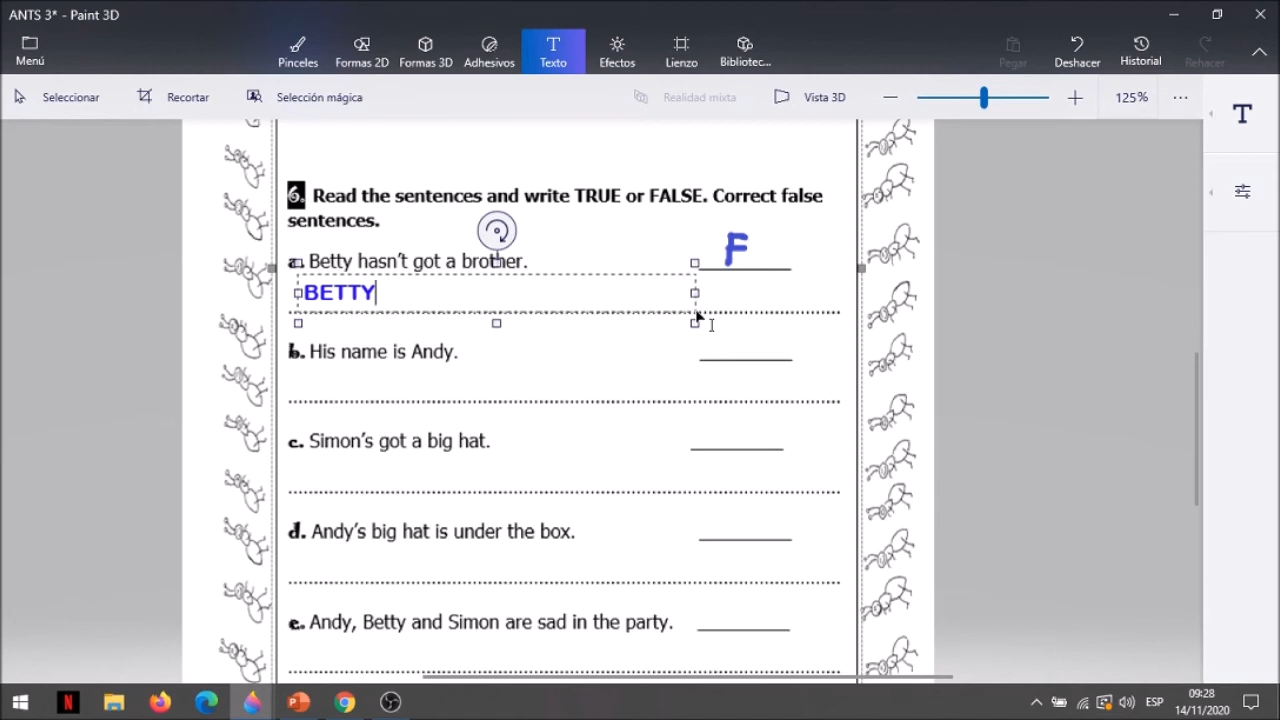 ANTS 3* - Paint 3D
Menú
Pinceles
Formas 2D
Formas 3D
Adhesivos
Texto
Efectos
Lienzo
Bibliotec...
Pegar
Deshacer
Historial
Rehacer
Seleccionar
Recortar
Selección mágica
Realidad mixta
Vista 3D
125%
6. Read the sentences and write TRUE or FALSE. Correct false
sentences.
a. Betty hasn't got a brother. F
BETTY
b. His name is Andy.
c. Simon's got a big hat.
d. Andy's big hat is under the box.
e. Andy, Betty and Simon are sad in the party.
ESP
09:28
14/11/2020